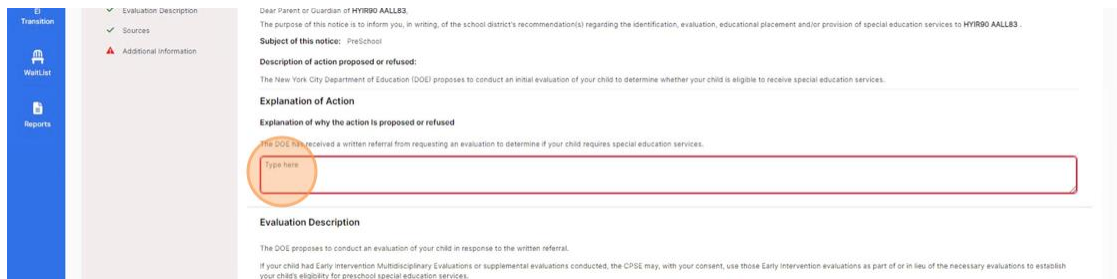 EI
Transition
WaitList
Reports
Evaluation Description
Sources
Additional Information
Dear Parent or Guardian of HYIR90 AALL83,
The purpose of this notice is to inform you, in writing, of the school district's recommendation(s) regarding the identification, evaluation, educational placement and/or provision of special education services to HYIR90 AALL83 .
Subject of this notice: PreSchool
Description of action proposed or refused:
The New York City Department of Education (DOE) proposes to conduct an initial evaluation of your child to determine whether your child is eligible to receive special education services.
Explanation of Action
Explanation of why the action is proposed or refused
The DOE has received a written referral from requesting an evaluation to determine if your child requires special education services.
Type here
Evaluation Description
The DOE proposes to conduct an evaluation of your child in response to the written referral.
If your child had Early Intervention Multidisciplinary Evaluations or supplemental evaluations conducted, the CPSE may, with your consent, use those Early Intervention evaluations as part of or in lieu of the necessary evaluations to establish
your child's eligibility for preschool special education services.